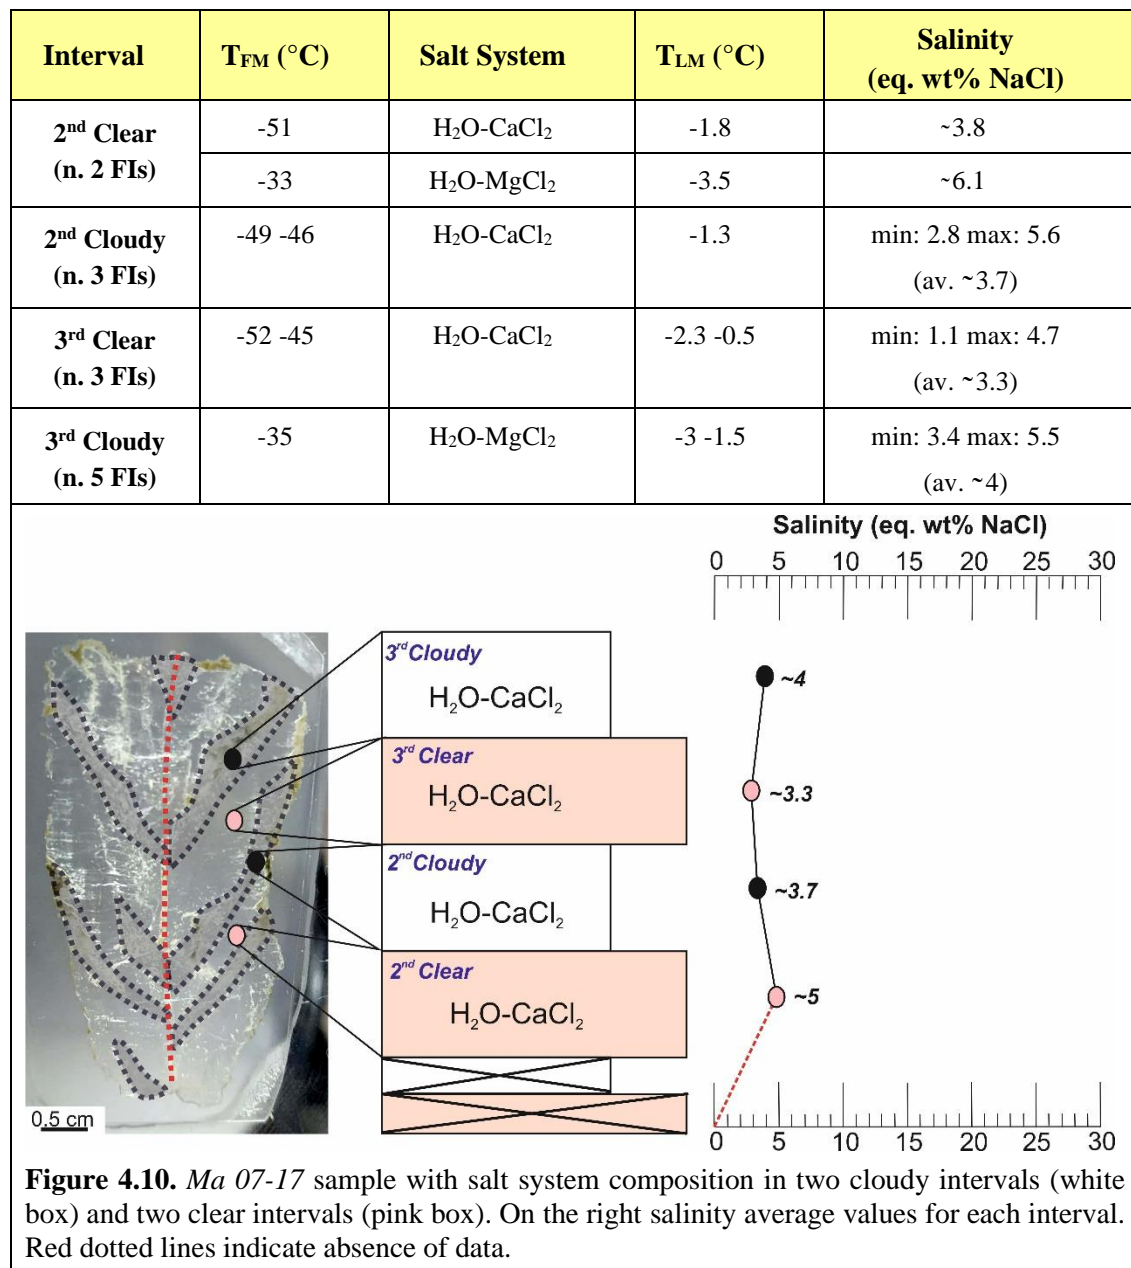 Interval T_FM (°C) Salt System T_LM (°C) Salinity
(eq. wt% NaCl)
2nd Clear
(n. 2 FIs)
-51 H₂O-CaCl₂ -1.8 ~3.8
-33 H₂O-MgCl₂ -3.5 ~6.1
2nd Cloudy
(n. 3 FIs)
-49 -46 H₂O-CaCl₂ -1.3 min: 2.8 max: 5.6
(av. ~3.7)
3rd Clear
(n. 3 FIs)
-52 -45 H₂O-CaCl₂ -2.3 -0.5 min: 1.1 max: 4.7
(av. ~3.3)
3rd Cloudy
(n. 5 FIs)
-35 H₂O-MgCl₂ -3 -1.5 min: 3.4 max: 5.5
(av. ~4)
Salinity (eq. wt% NaCl)
0 5 10 15 20 25 30
3rd Cloudy
H₂O-CaCl₂
~4
3rd Clear
H₂O-CaCl₂
~3.3
2nd Cloudy
H₂O-CaCl₂
~3.7
2nd Clear
H₂O-CaCl₂
~5
0.5 cm
0 5 10 15 20 25 30
Figure 4.10. Ma 07-17 sample with salt system composition in two cloudy intervals (white
box) and two clear intervals (pink box). On the right salinity average values for each interval.
Red dotted lines indicate absence of data.